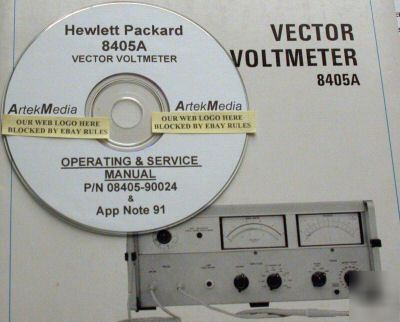 Hewlett Packard
8405A
VECTOR VOLTMETER
ArtekMedia
ArtekMedia
OUR WEB LOGO HERE
BLOCKED BY EBAY RULES
OUR WEB LOGO HERE
BLOCKED BY EBAY RULES
OPERATING & SERVICE
MANUAL
P/N 08405-90024
&
App Note 91
VECTOR
VOLTMETER
8405A